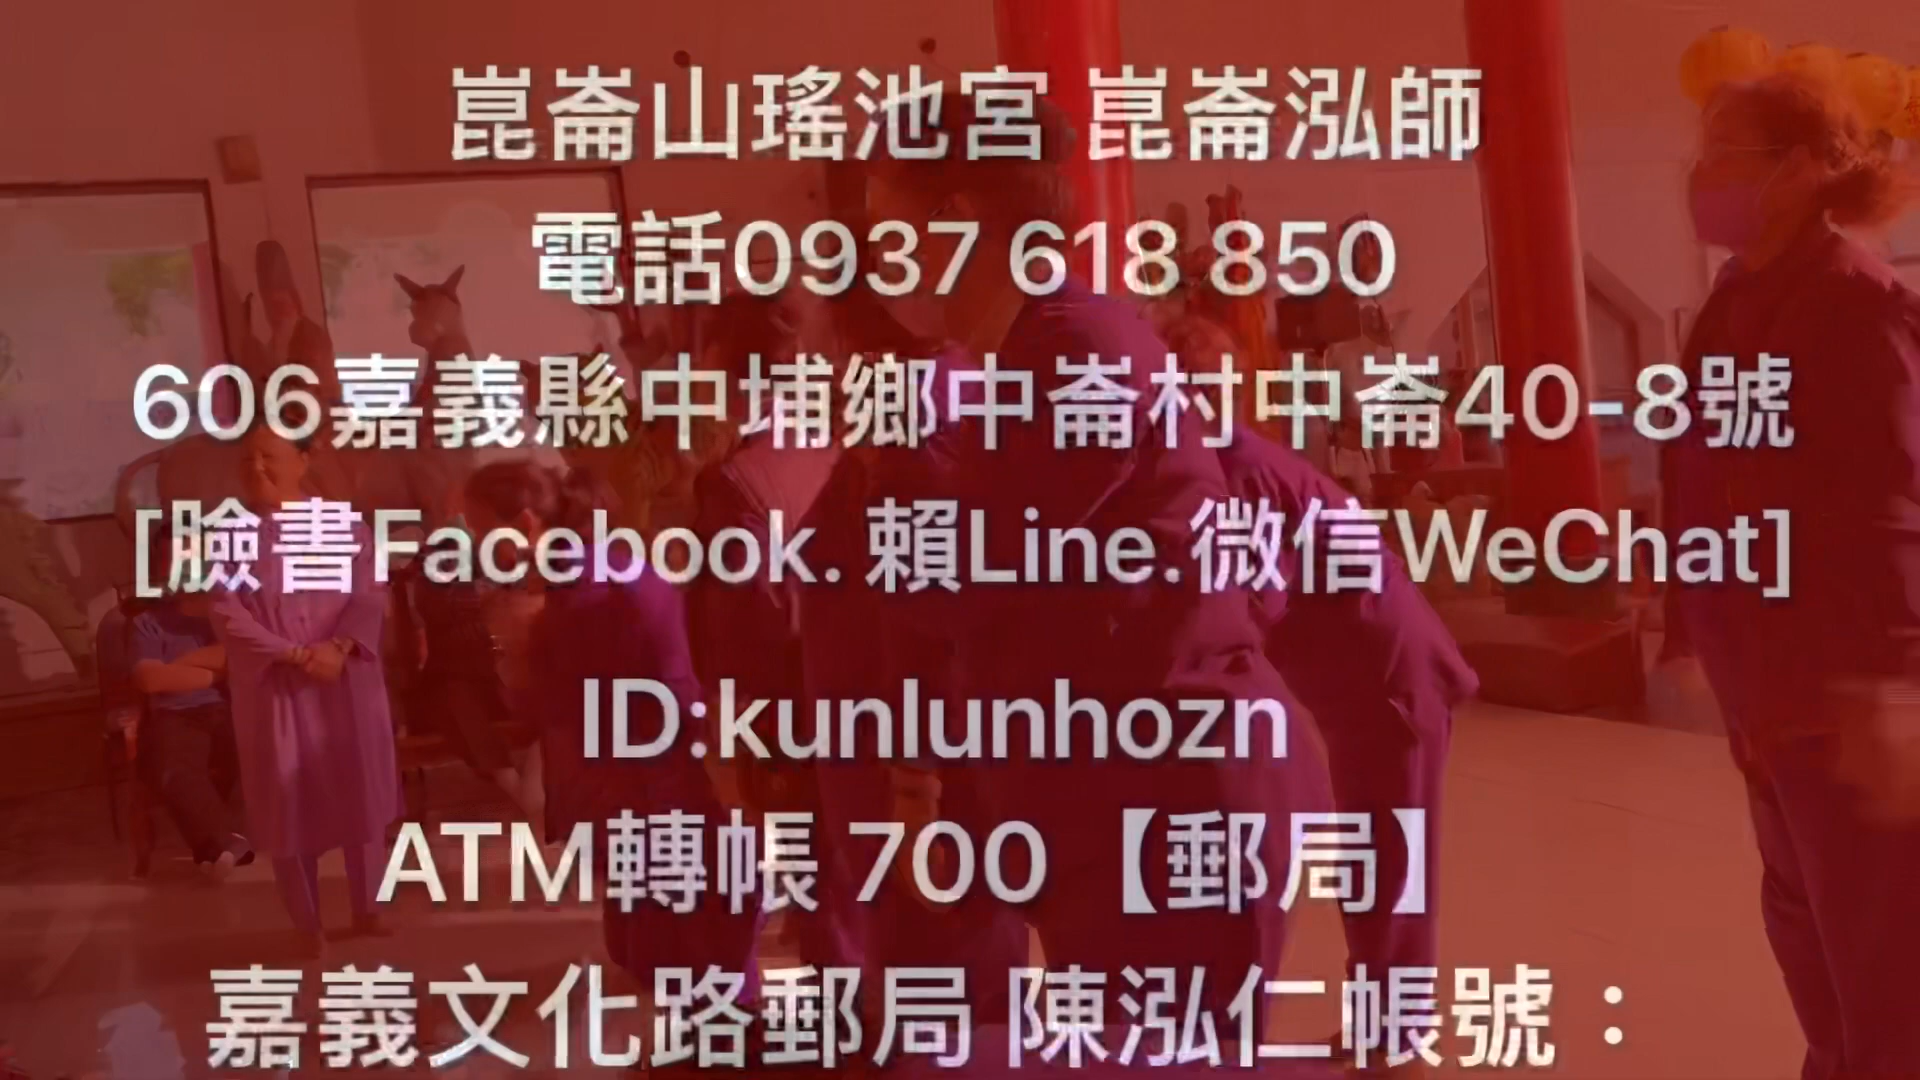 崑崙山瑤池宮 崑崙泓師
電話0937 618 850
606嘉義縣中埔鄉中崙村中崙40-8號
[臉書Facebook. 賴Line.微信WeChat]
ID:kunlunhozn
ATM轉帳 700【郵局】
嘉義文化路郵局 陳泓仁帳號：